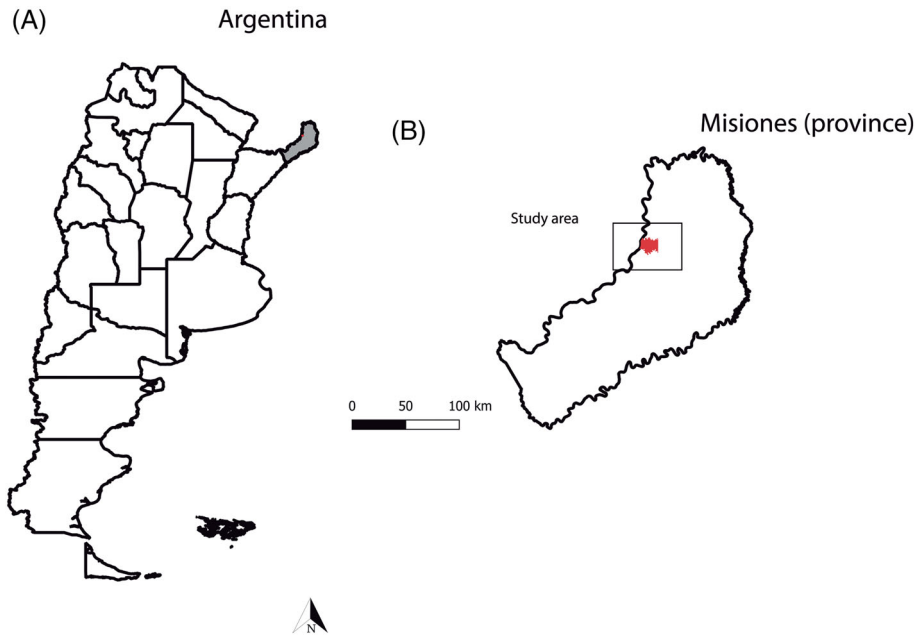 (A)
Argentina
(B)
Misiones (province)
Study area
0 50 100 km
N